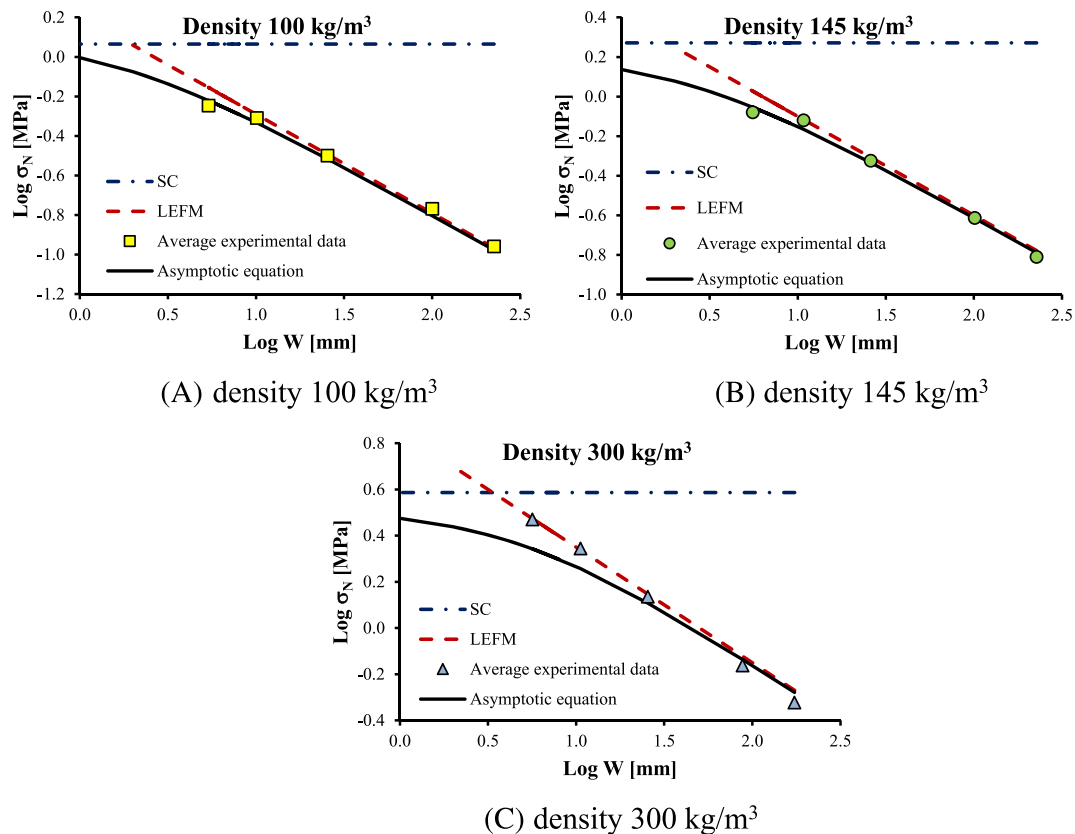 Density 100 kg/m³
0.2
0.0
-0.2
-0.4
-0.6
-0.8
-1.0
-1.2
Log σ_N [MPa]
SC
LEFM
Average experimental data
Asymptotic equation
0.0 0.5 1.0 1.5 2.0 2.5
Log W [mm]
(A) density 100 kg/m³
Density 145 kg/m³
0.4
0.2
0.0
-0.2
-0.4
-0.6
-0.8
-1.0
Log σ_N [MPa]
SC
LEFM
Average experimental data
Asymptotic equation
0.0 0.5 1.0 1.5 2.0 2.5
Log W [mm]
(B) density 145 kg/m³
Density 300 kg/m³
0.8
0.6
0.4
0.2
0.0
-0.2
-0.4
Log σ_N [MPa]
SC
LEFM
Average experimental data
Asymptotic equation
0.0 0.5 1.0 1.5 2.0 2.5
Log W [mm]
(C) density 300 kg/m³